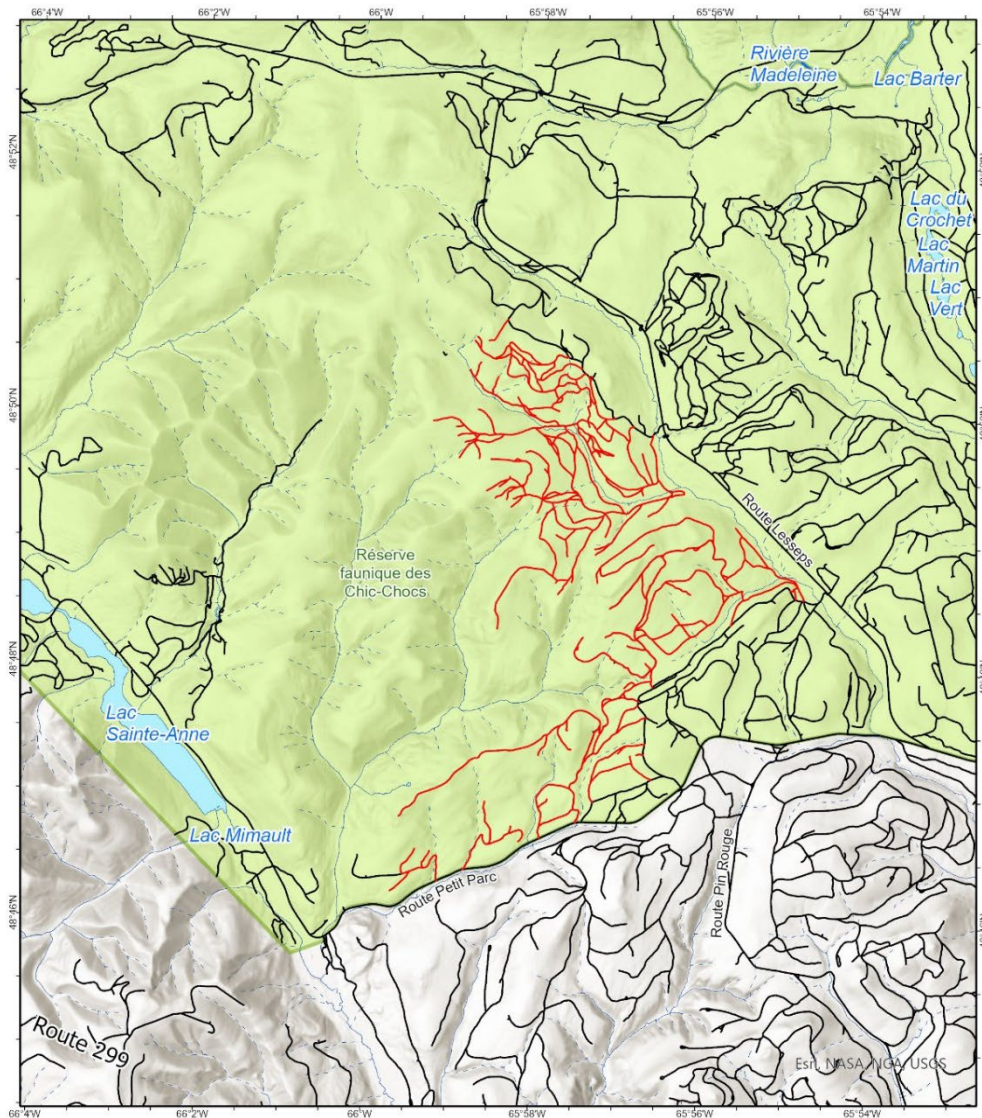 66°4'W
66°2'W
66°W
65°58'W
65°56'W
65°54'W
Rivière
Madeleine
Lac Barter
48°52'N
Lac du
Crochet
Lac
Martin
Lac
Vert
48°50'N
Route Lesseps
Réserve
faunique des
Chic-Chocs
48°48'N
Lac
Sainte-Anne
Lac Mimault
Route Petit Parc
Route Pin Rouge
48°46'N
Route 299
Esri, NASA, NGA, USGS
66°4'W
66°2'W
66°W
65°58'W
65°56'W
65°54'W